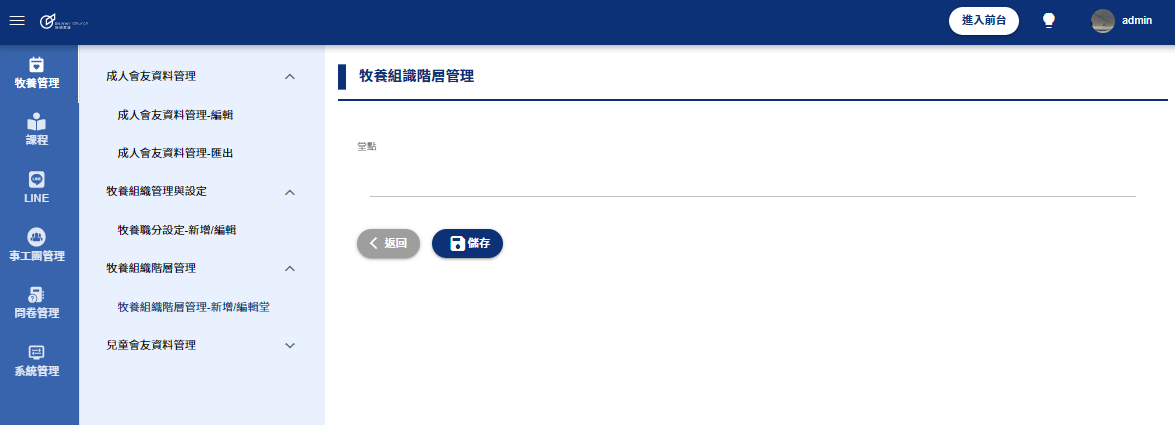 Banner Church
進入前台
admin
牧養管理
課程
LINE
事工團管理
問卷管理
系統管理
成人會友資料管理
成人會友資料管理-編輯
成人會友資料管理-匯出
牧養組織管理與設定
牧養職分設定-新增/編輯
牧養組織階層管理
牧養組織階層管理-新增/編輯堂
兒童會友資料管理
牧養組識階層管理
堂點
返回
儲存